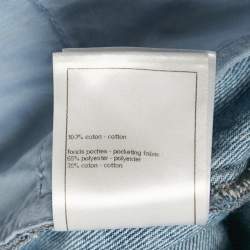 100% coton - cotton
fonds poches - pocketing fabric
65% polyester - polyester
35% coton - cotton